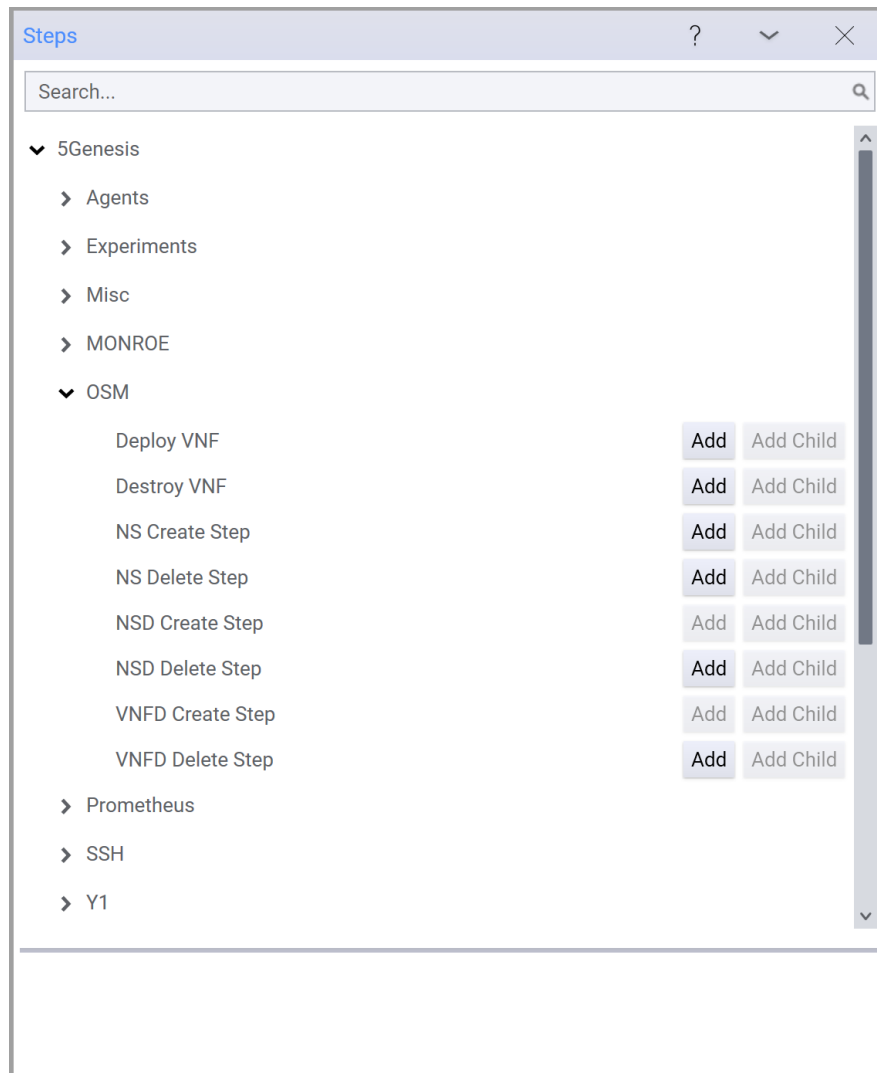 Steps ?
Search...
5Genesis
Agents
Experiments
Misc
MONROE
OSM
Deploy VNF Add Add Child
Destroy VNF Add Add Child
NS Create Step Add Add Child
NS Delete Step Add Add Child
NSD Create Step Add Add Child
NSD Delete Step Add Add Child
VNFD Create Step Add Add Child
VNFD Delete Step Add Add Child
Prometheus
SSH
Y1